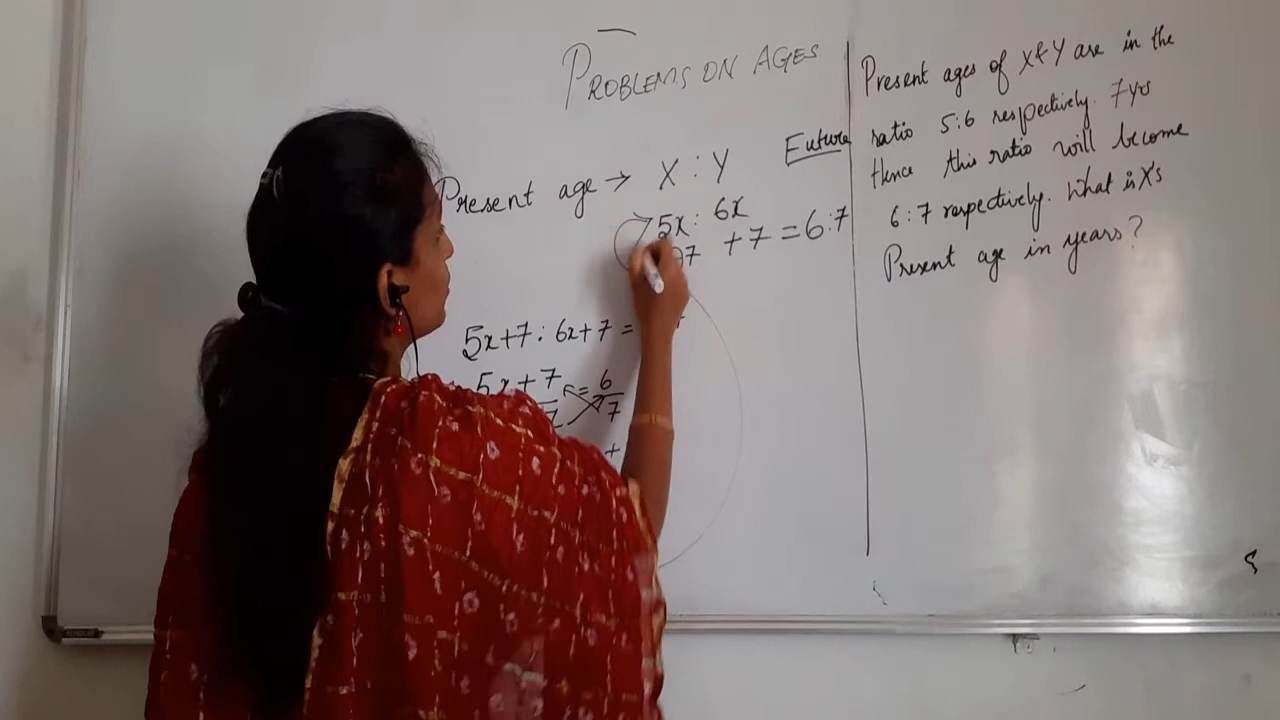 PROBLEMS ON AGES
Present age → X : Y
Future
5x : 6x
+7 = 6:7
5x+7 : 6x+7 =
5x+7 = 6
7
Present ages of X & Y are in the
ratio 5:6 respectively. 7 yrs
Hence this ratio will become
6 : 7 respectively. What is X's
Present age in years?